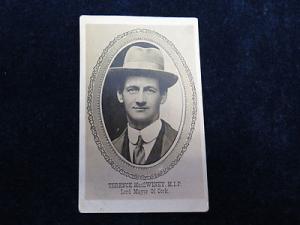 TERENCE MacSWINEY. M.I.P.
Lord Mayor Of Cork.